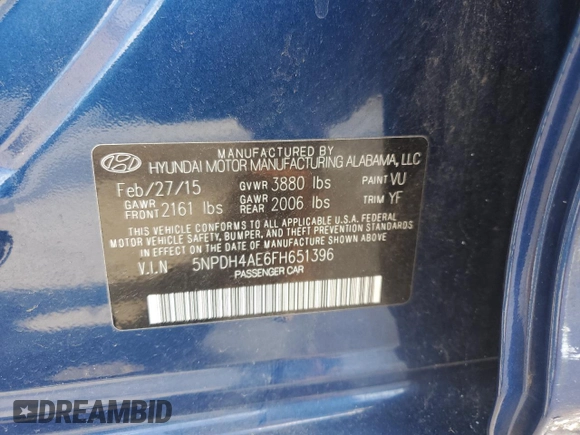 MANUFACTURED BY
HYUNDAI MOTOR MANUFACTURING ALABAMA, LLC
Feb/27/15 GVWR 3880 lbs PAINT VU
GAWR FRONT 2161 lbs GAWR REAR 2006 lbs TRIM YF
THIS VEHICLE CONFORMS TO ALL APPLICABLE U.S.A. FEDERAL
MOTOR VEHICLE SAFETY, BUMPER, AND THEFT PREVENTION STANDARDS
IN EFFECT ON THE DATE OF MANUFACTURE SHOWN ABOVE.
V.I.N 5NPDH4AE6FH651396
PASSENGER CAR
DREAMBID